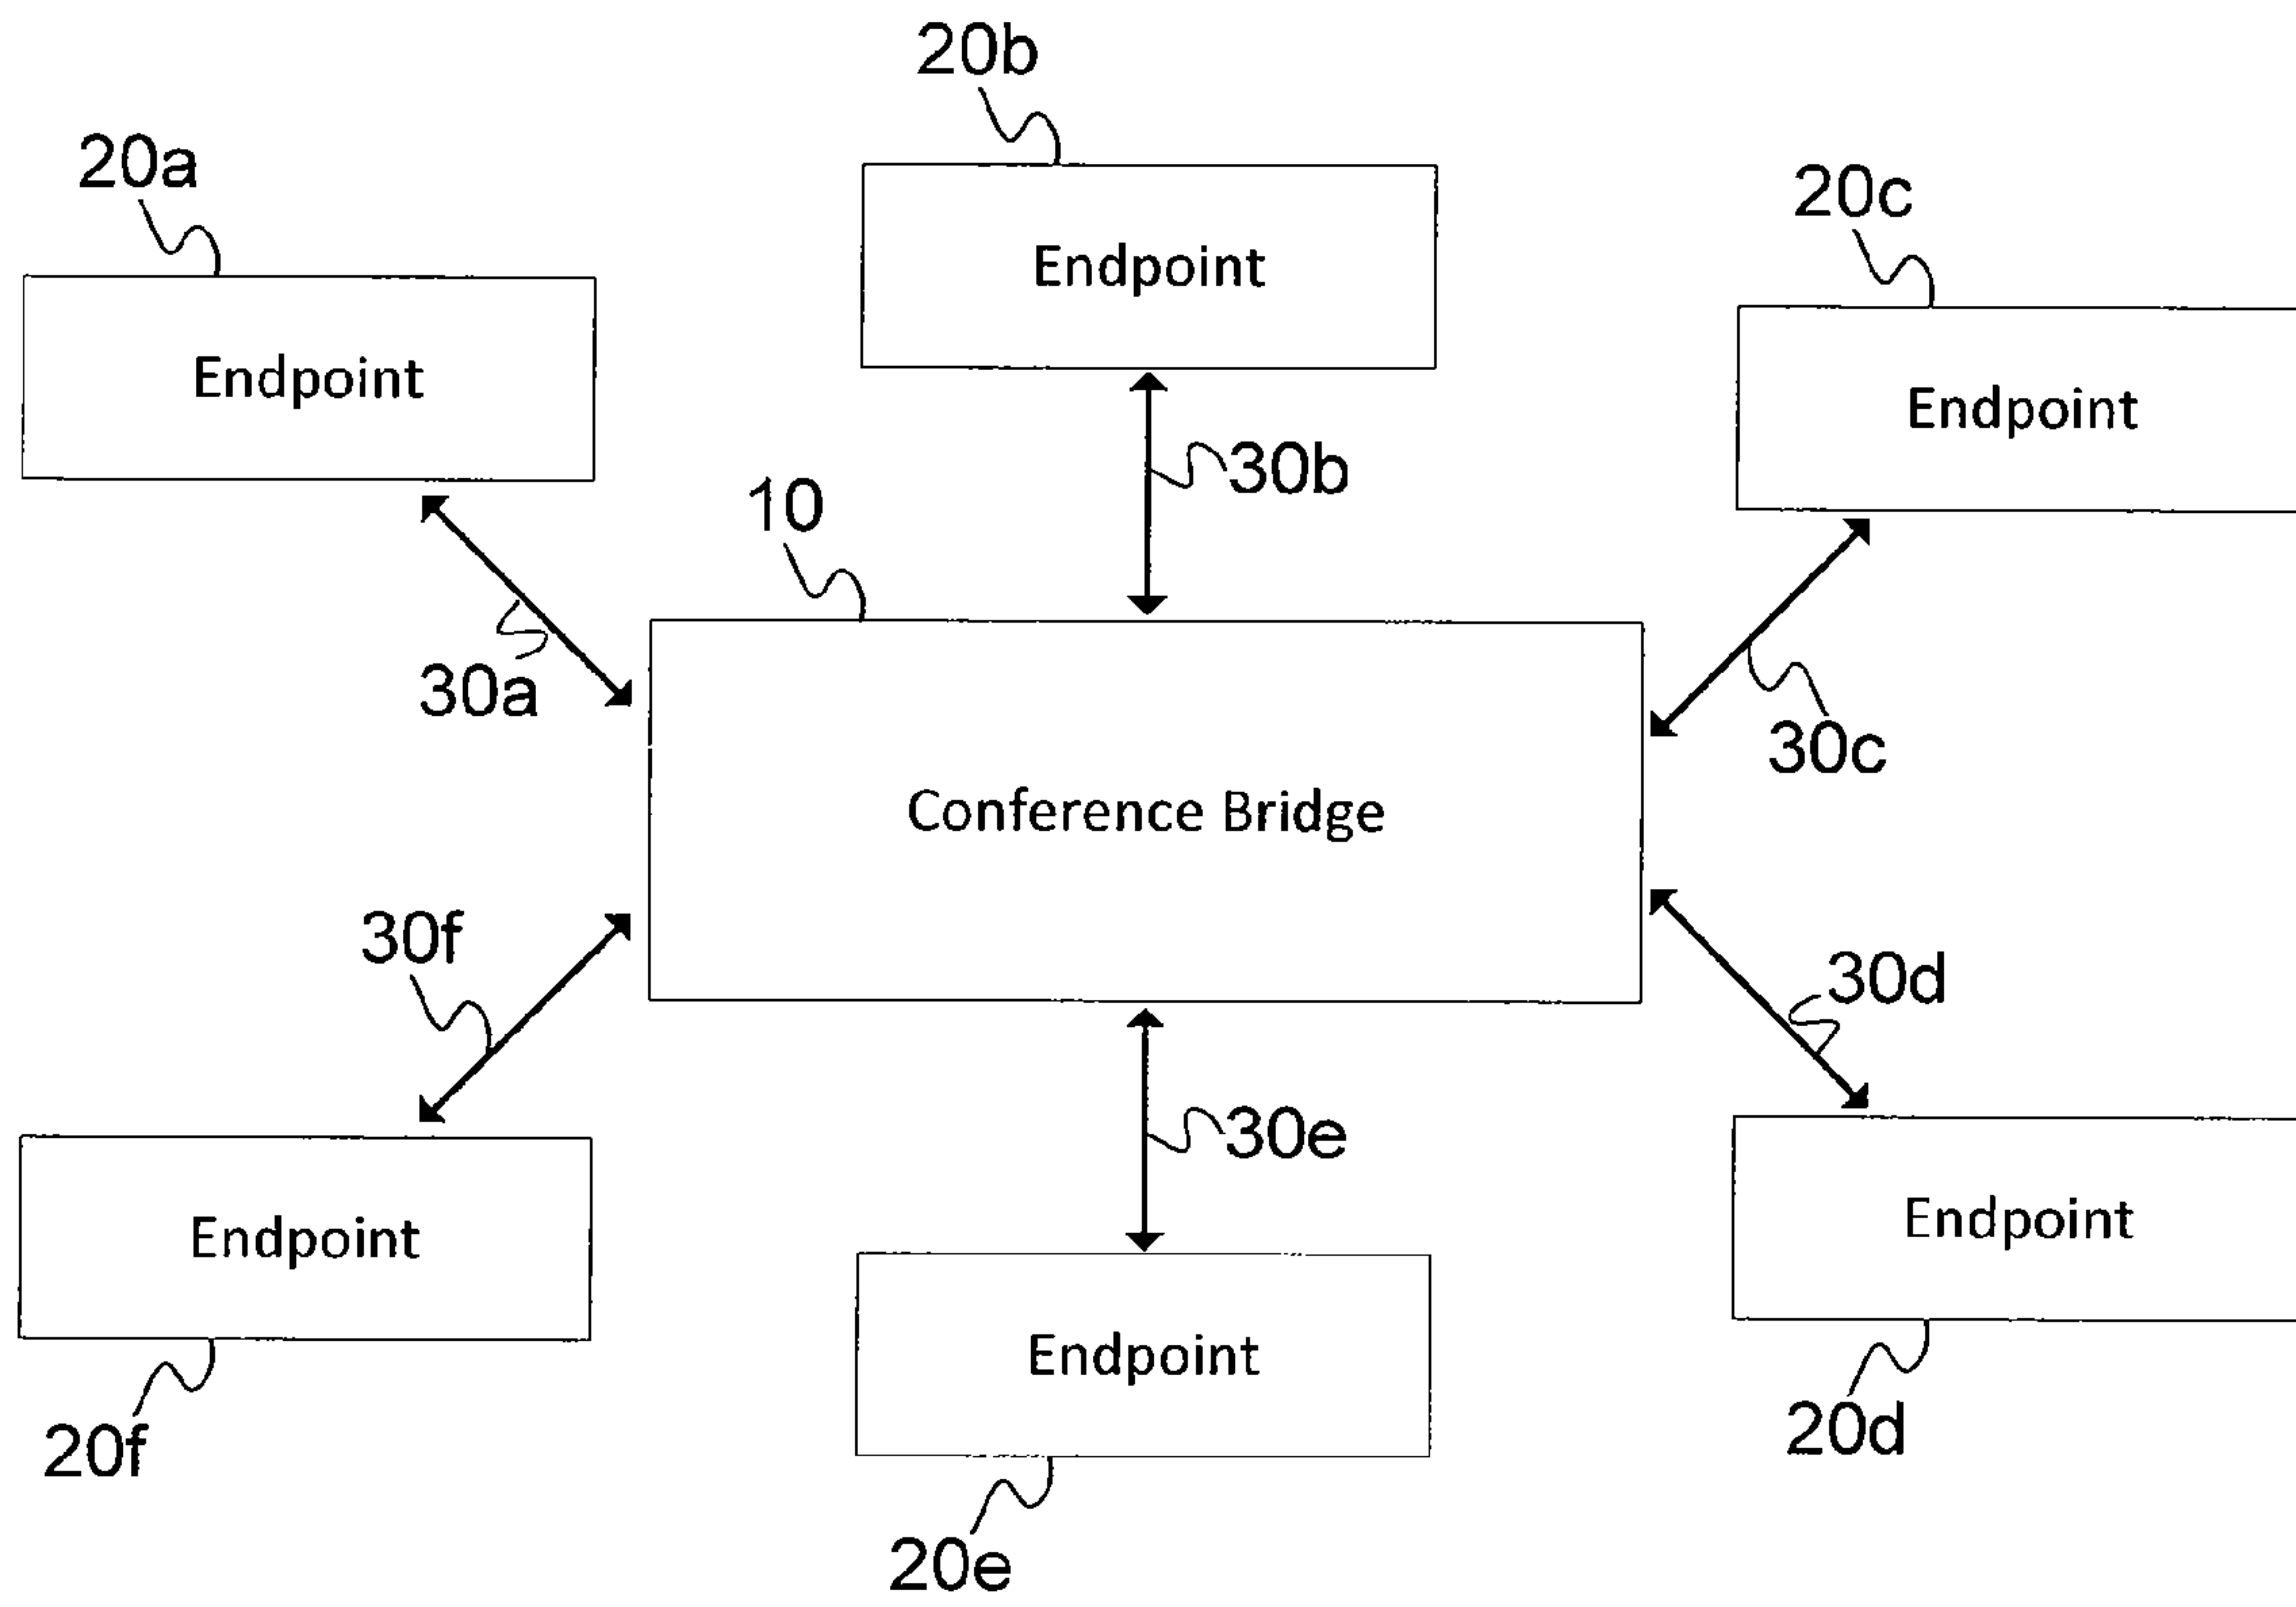 20b
20a
20c
Endpoint
Endpoint
Endpoint
30b
10
30a
30c
Conference Bridge
30f
30d
30e
Endpoint
Endpoint
Endpoint
20f
20d
20e